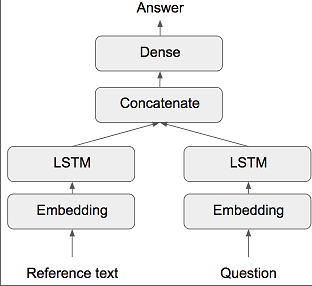 Answer
Dense
Concatenate
LSTM LSTM
Embedding Embedding
Reference text Question